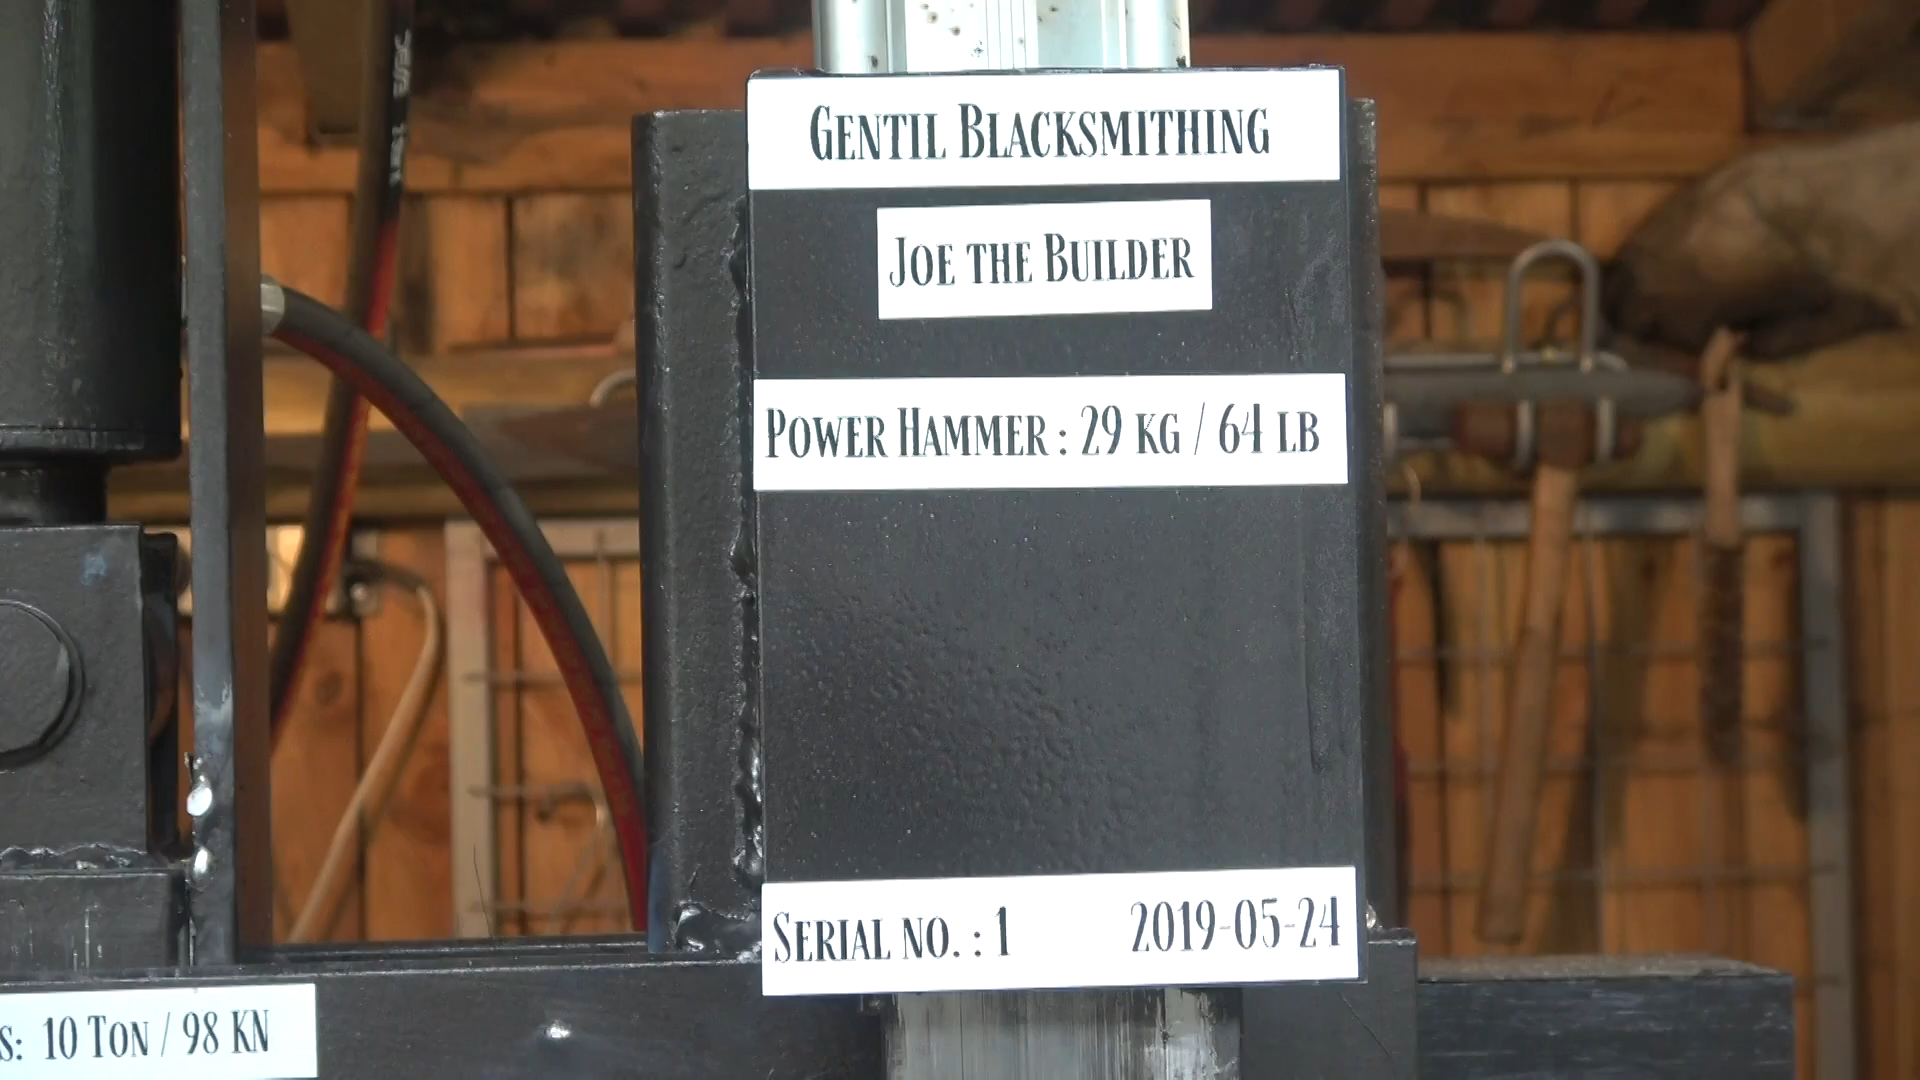 GENTIL BLACKSMITHING
JOE THE BUILDER
POWER HAMMER : 29 KG / 64 LB
SERIAL NO. : 1 2019-05-24
S: 10 TON / 98 KN